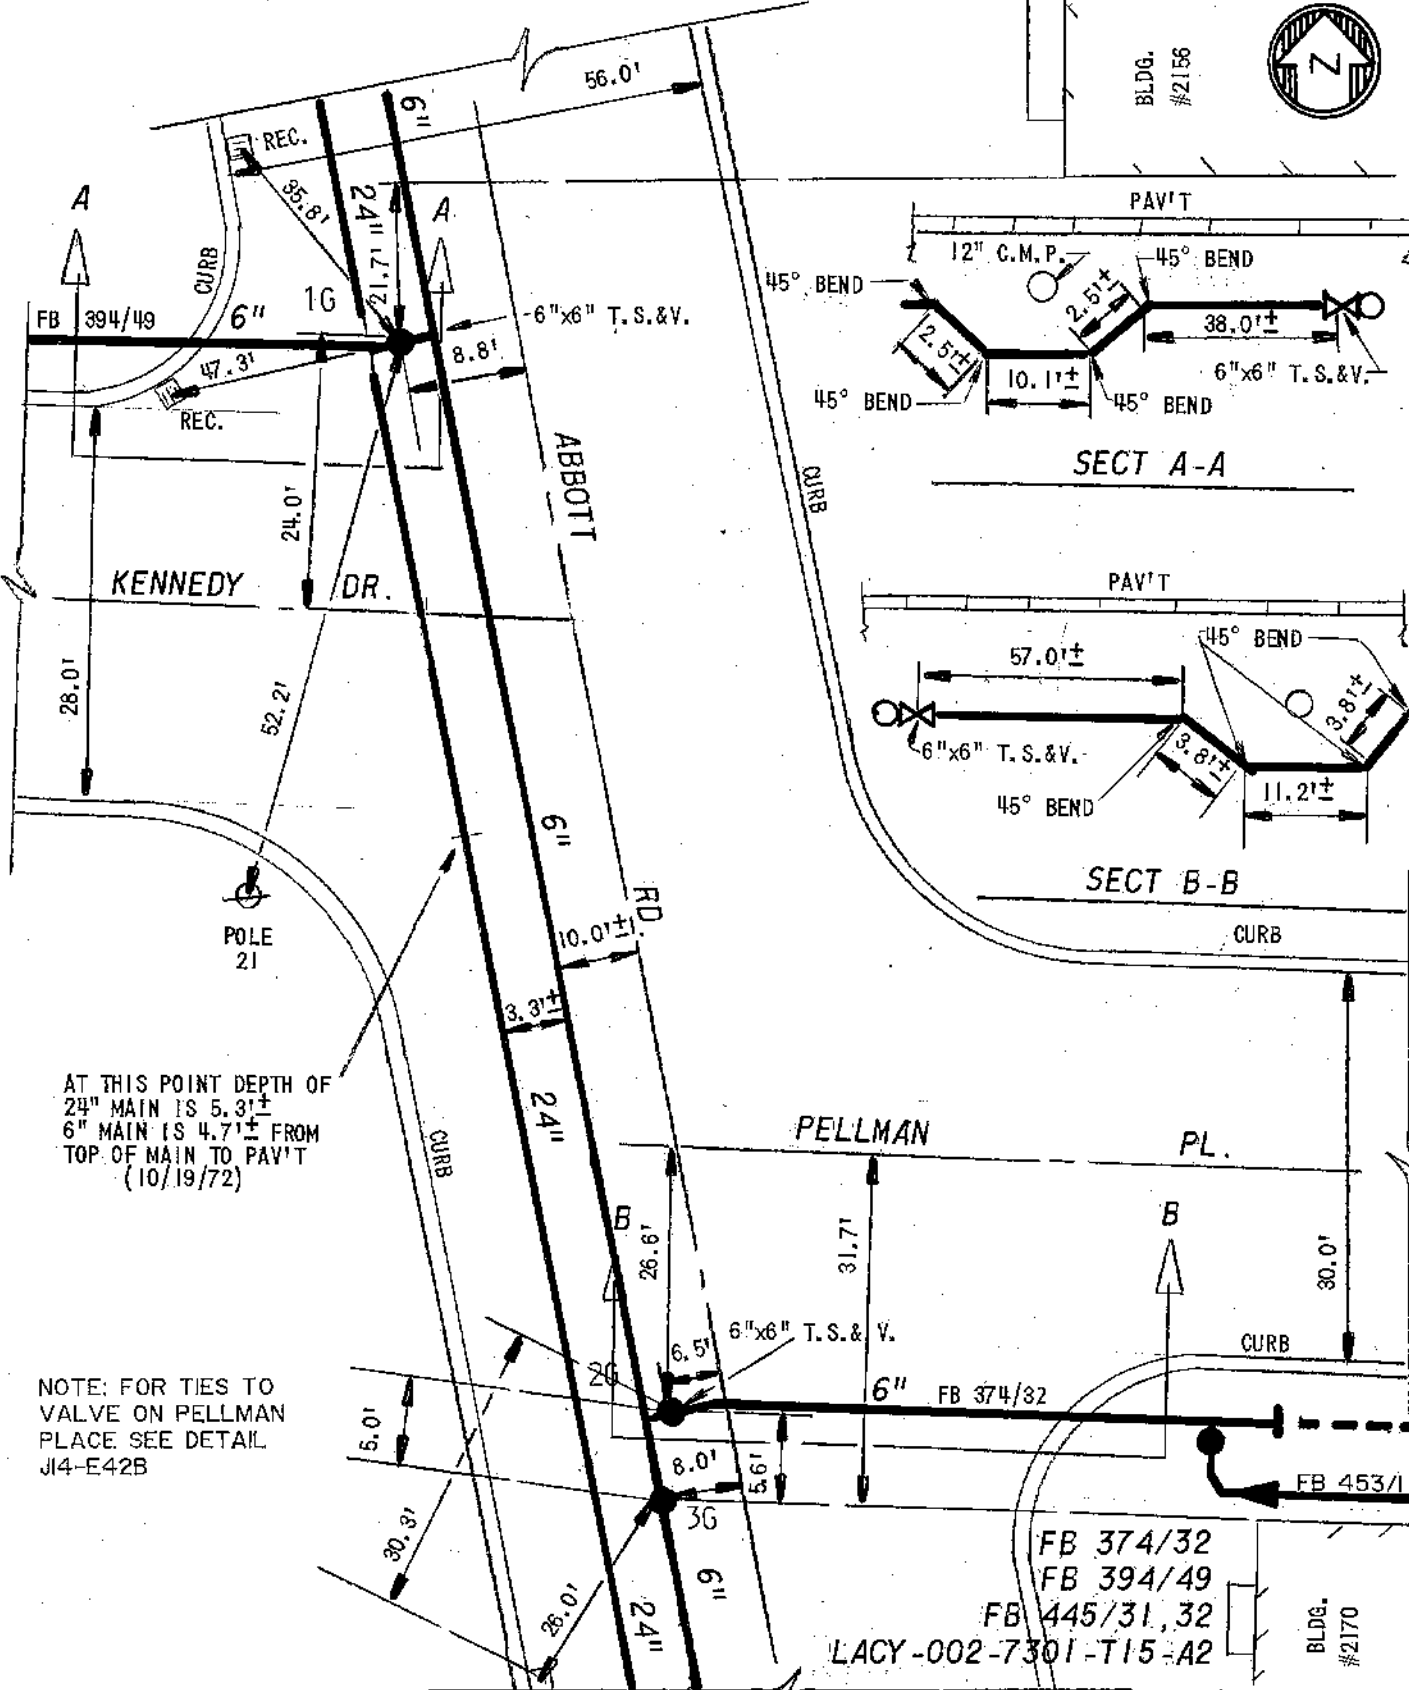 56.0'
BLDG.
#2156
Z
6"
REC.
35.8'
24"
A
A
PAV'T
CURB
21.7'
12" C.M.P.
45° BEND
45° BEND
1G
2.5'±
FB 394/49
6"
6"x6" T.S.&V.
38.0'±
8.8'
2.5'±
47.3'
10.1'±
6"x6" T.S.&V.
REC.
45° BEND
45° BEND
SECT A-A
ABBOTT
CURB
24.0'
KENNEDY DR.
PAV'T
45° BEND
57.0'±
28.0'
52.2'
3.8'±
6"x6" T.S.&V.
3.8'±
45° BEND
11.2'±
6"
SECT B-B
RD.
POLE
21
10.0'±
CURB
3.3'±
AT THIS POINT DEPTH OF
24" MAIN IS 5.3'±
6" MAIN IS 4.7'± FROM
TOP OF MAIN TO PAV'T
(10/19/72)
24"
CURB
PELLMAN PL.
B
B
26.6'
31.7'
30.0'
6"x6" T.S.& V.
6.5'
CURB
2G
NOTE: FOR TIES TO
VALVE ON PELLMAN
PLACE SEE DETAIL
J14-E42B
6"
FB 374/32
5.0'
8.0'
5.6'
FB 453/1
3G
30.3'
FB 374/32
FB 394/49
FB 445/31,32
LACY-002-7301-T15-A2
6"
26.0'
24"
BLDG.
#2170